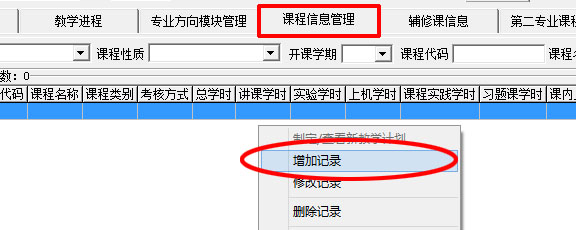 教学进程 专业方向模块管理 课程信息管理 辅修课信息 第二专业课程
课程性质 开课学期 课程代码 课程名
数：0
代码 课程名称 课程类别 考核方式 总学时 讲课学时 实验学时 上机学时 课程实践学时 习题课学时 课内
制定/查看新教学计划
增加记录
修改记录
删除记录